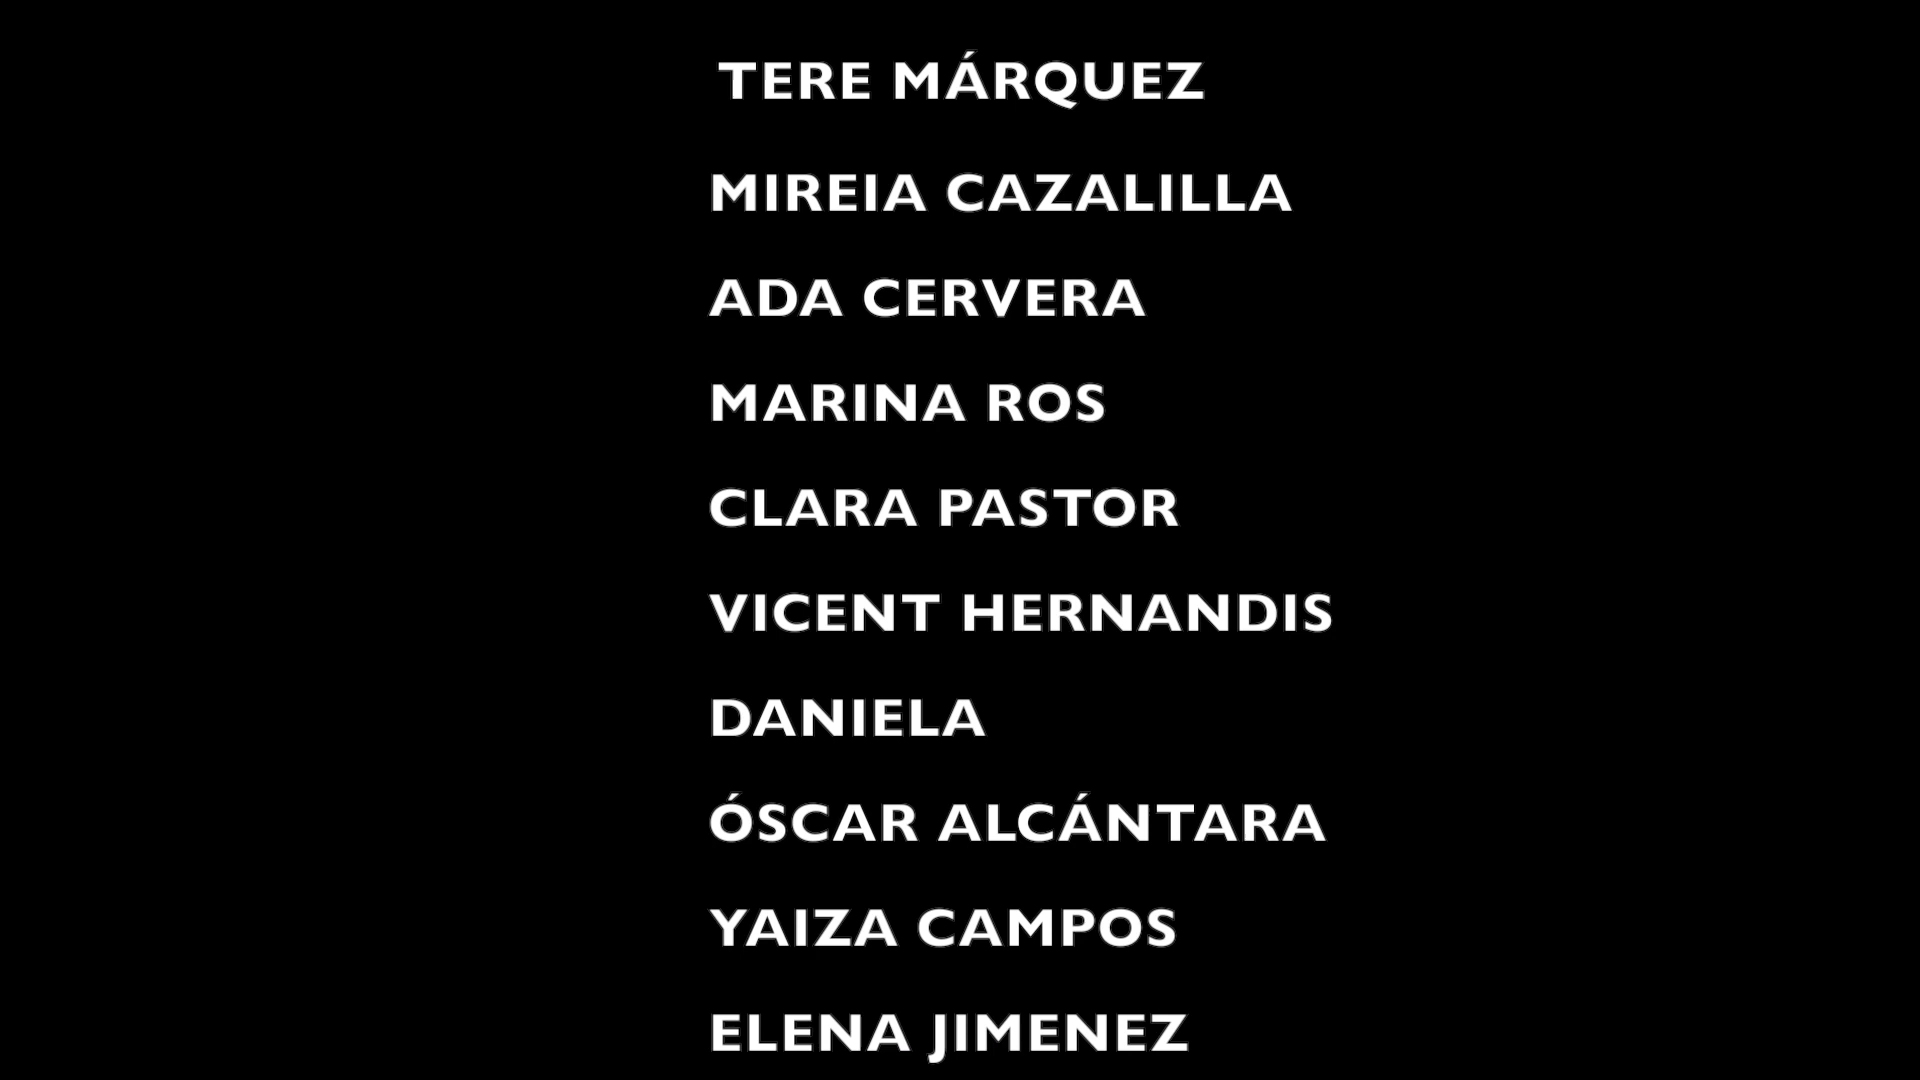 TERE MÁRQUEZ
MIREIA CAZALILLA
ADA CERVERA
MARINA ROS
CLARA PASTOR
VICENT HERNANDIS
DANIELA
ÓSCAR ALCÁNTARA
YAIZA CAMPOS
ELENA JIMENEZ